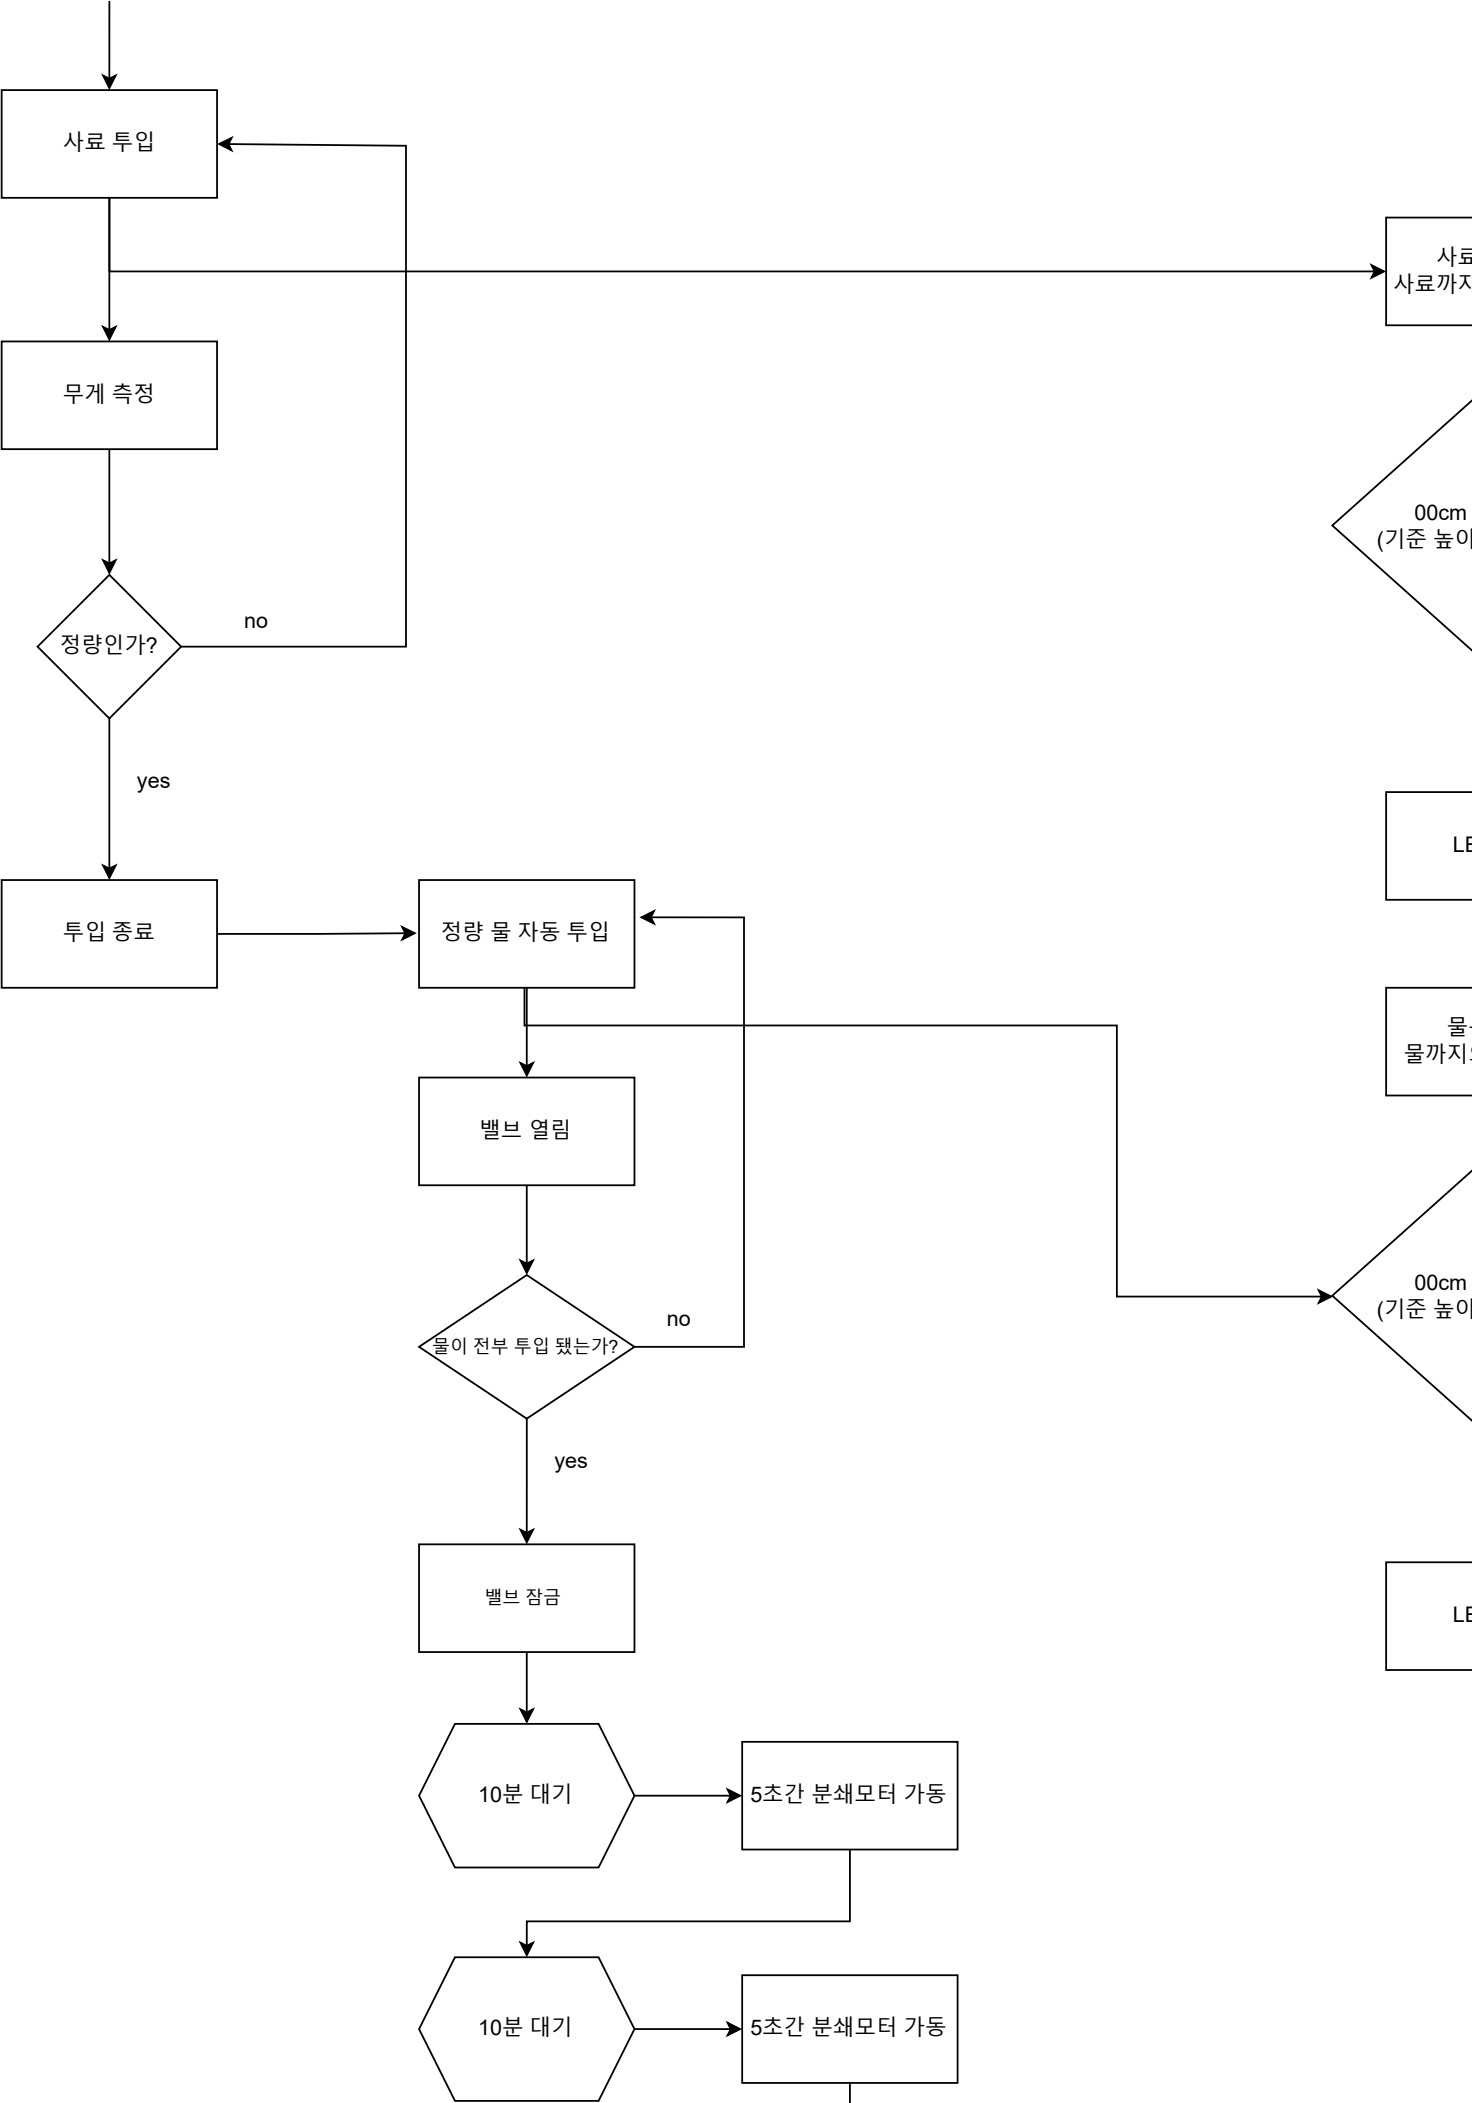 사료 투입
무게 측정
정량인가?
no
yes
투입 종료
정량 물 자동 투입
밸브 열림
물이 전부 투입 됐는가?
no
yes
밸브 잠금
10분 대기
5초간 분쇄모터 가동
10분 대기
5초간 분쇄모터 가동
사료
사료까지
00cm
(기준 높이
물
물까지
00cm
(기준 높이